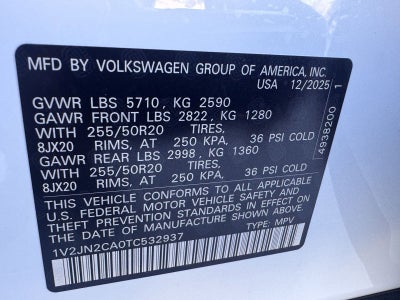 MFD BY VOLKSWAGEN GROUP OF AMERICA, INC.
USA 12/2025
GVWR LBS 5710, KG 2590
GAWR FRONT LBS 2822, KG 1280
WITH 255/50R20 TIRES,
8JX20 RIMS, AT 250 KPA, 36 PSI COLD
GAWR REAR LBS 2998, KG 1360
WITH 255/50R20 TIRES,
8JX20 RIMS, AT 250 KPA, 36 PSI COLD
THIS VEHICLE CONFORMS TO ALL APPLICABLE
U.S. FEDERAL MOTOR VEHICLE SAFETY AND
THEFT PREVENTION STANDARDS IN EFFECT ON THE
DATE OF MANUFACTURE SHOWN ABOVE.
1V2JN2CA0TC532937 TYPE: MPV
4938200 1